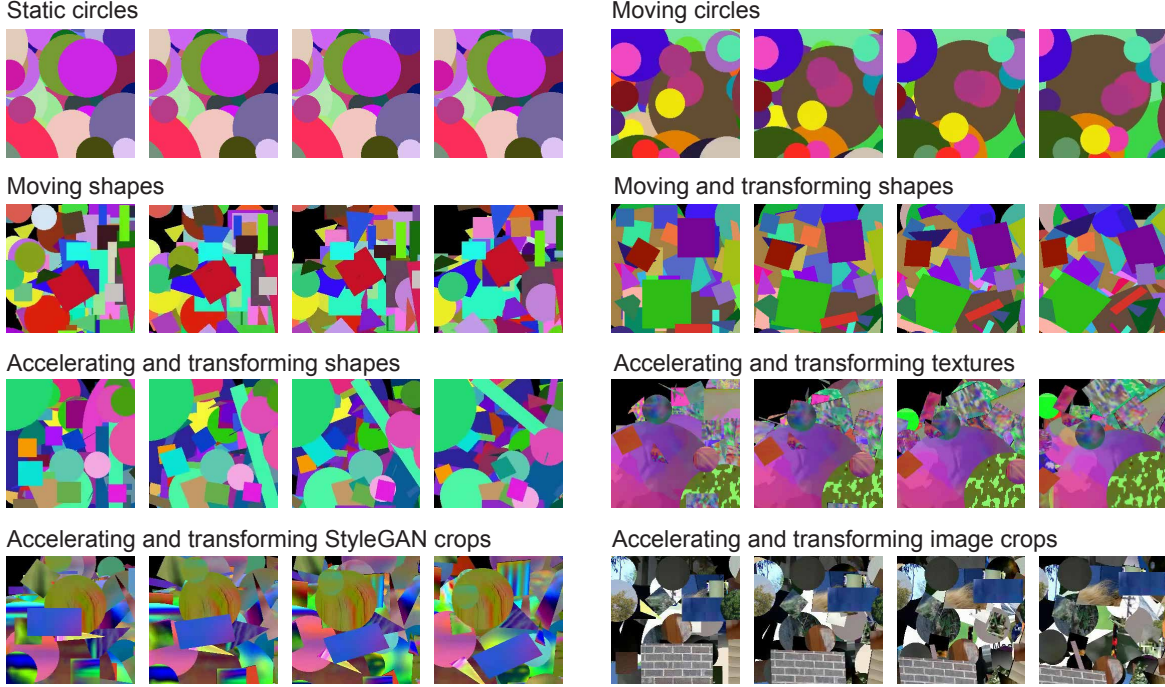 Static circles
Moving circles
Moving shapes
Moving and transforming shapes
Accelerating and transforming shapes
Accelerating and transforming textures
Accelerating and transforming StyleGAN crops
Accelerating and transforming image crops